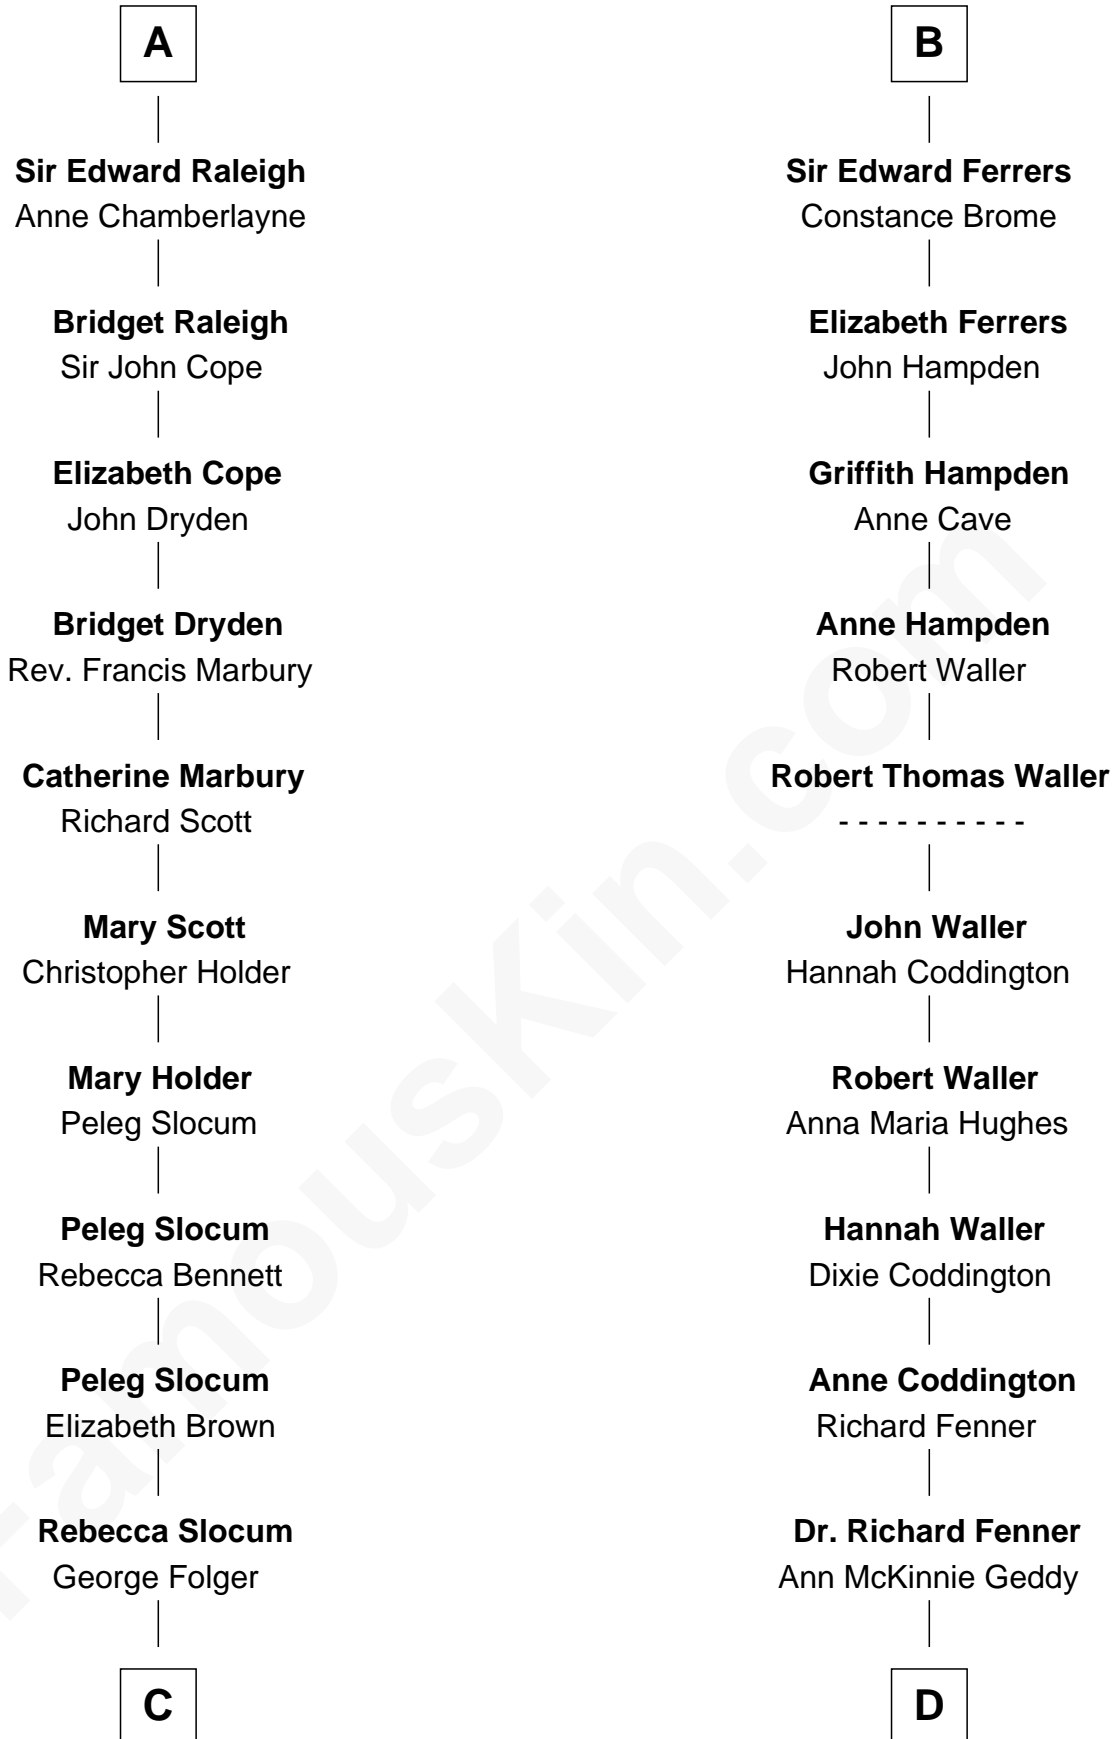 A
Sir Edward Raleigh
Anne Chamberlayne
Bridget Raleigh
Sir John Cope
Elizabeth Cope
John Dryden
Bridget Dryden
Rev. Francis Marbury
Catherine Marbury
Richard Scott
Mary Scott
Christopher Holder
Mary Holder
Peleg Slocum
Peleg Slocum
Rebecca Bennett
Peleg Slocum
Elizabeth Brown
Rebecca Slocum
George Folger
C
B
Sir Edward Ferrers
Constance Brome
Elizabeth Ferrers
John Hampden
Griffith Hampden
Anne Cave
Anne Hampden
Robert Waller
Robert Thomas Waller
- - - - - - - - - -
John Waller
Hannah Coddington
Robert Waller
Anna Maria Hughes
Hannah Waller
Dixie Coddington
Anne Coddington
Richard Fenner
Dr. Richard Fenner
Ann McKinnie Geddy
D
FamousKin.com